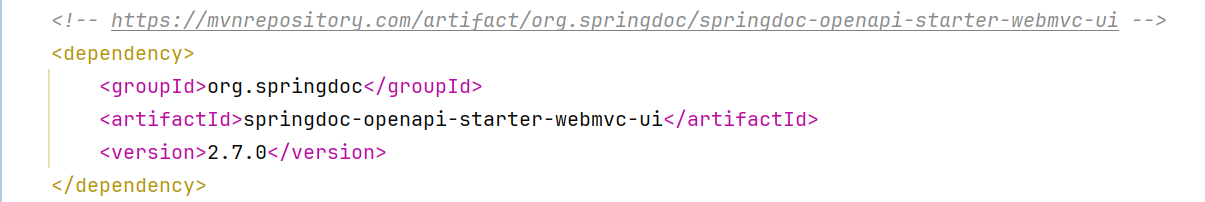 <!-- https://mvnrepository.com/artifact/org.springdoc/springdoc-openapi-starter-webmvc-ui -->
<dependency>
    <groupId>org.springdoc</groupId>
    <artifactId>springdoc-openapi-starter-webmvc-ui</artifactId>
    <version>2.7.0</version>
</dependency>